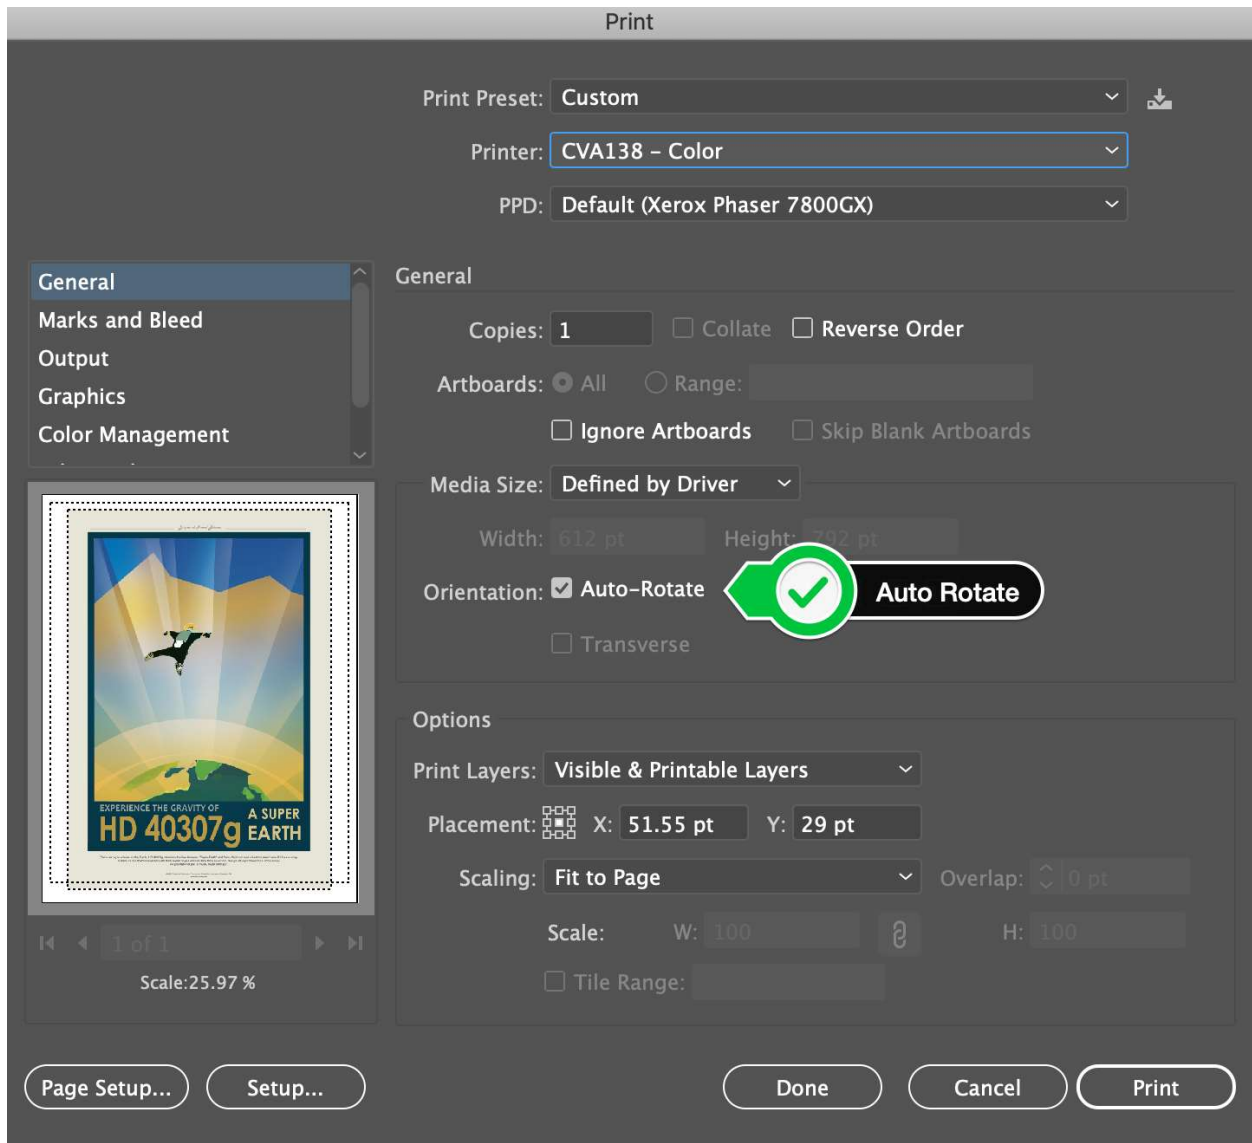 Print
Print Preset: Custom
Printer: CVA138 – Color
PPD: Default (Xerox Phaser 7800GX)
General
Marks and Bleed
Output
Graphics
Color Management
General
Copies: 1 Collate Reverse Order
Artboards: All Range:
Ignore Artboards Skip Blank Artboards
Media Size: Defined by Driver
Width: 612 pt Height: 792 pt
Orientation: Auto-Rotate Auto Rotate
Transverse
EXPERIENCE THE GRAVITY OF
HD 40307g
A SUPER
EARTH
1 of 1
Scale:25.97 %
Options
Print Layers: Visible & Printable Layers
Placement: X: 51.55 pt Y: 29 pt
Scaling: Fit to Page Overlap: 0 pt
Scale: W: 100 H: 100
Tile Range:
Page Setup... Setup... Done Cancel Print